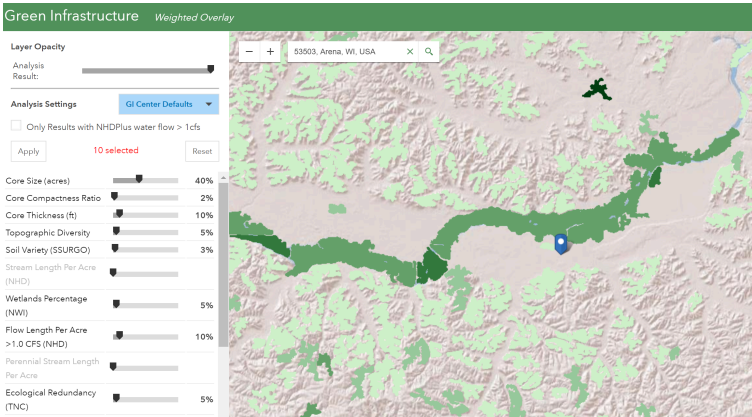 Green Infrastructure Weighted Overlay
Layer Opacity
Analysis
Result:
Analysis Settings GI Center Defaults
Only Results with NHDPlus water flow > 1cfs
Apply 10 selected Reset
Core Size (acres) 40%
Core Compactness Ratio 2%
Core Thickness (ft) 10%
Topographic Diversity 5%
Soil Variety (SSURGO) 3%
Stream Length Per Acre
(NHD)
Wetlands Percentage
(NWI) 5%
Flow Length Per Acre
>1.0 CFS (NHD) 10%
Perennial Stream Length
Per Acre
Ecological Redundancy
(TNC) 5%
− + 53503, Arena, WI, USA ×